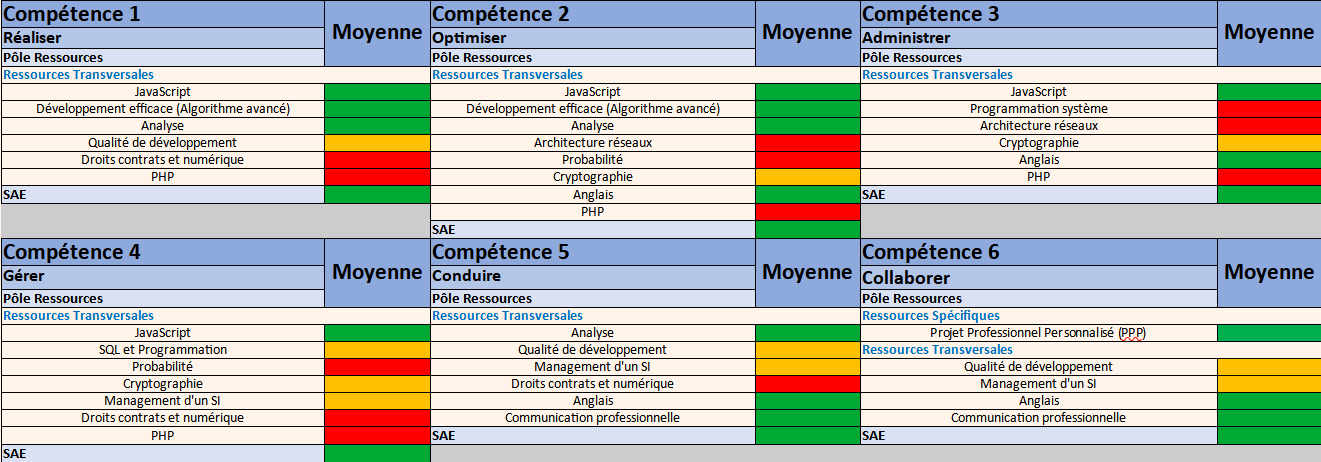 Compétence 1
Moyenne
Réaliser
Pôle Ressources
Ressources Transversales
JavaScript
Développement efficace (Algorithme avancé)
Analyse
Qualité de développement
Droits contrats et numérique
PHP
SAE
Compétence 2
Moyenne
Optimiser
Pôle Ressources
Ressources Transversales
JavaScript
Développement efficace (Algorithme avancé)
Analyse
Architecture réseaux
Probabilité
Cryptographie
Anglais
PHP
SAE
Compétence 3
Moyenne
Administrer
Pôle Ressources
Ressources Transversales
JavaScript
Programmation système
Architecture réseaux
Cryptographie
Anglais
PHP
SAE
Compétence 4
Moyenne
Gérer
Pôle Ressources
Ressources Transversales
JavaScript
SQL et Programmation
Probabilité
Cryptographie
Management d'un SI
Droits contrats et numérique
PHP
SAE
Compétence 5
Moyenne
Conduire
Pôle Ressources
Ressources Transversales
Analyse
Qualité de développement
Management d'un SI
Droits contrats et numérique
Anglais
Communication professionnelle
SAE
Compétence 6
Moyenne
Collaborer
Pôle Ressources
Ressources Spécifiques
Projet Professionnel Personnalisé (PPP)
Ressources Transversales
Qualité de développement
Management d'un SI
Anglais
Communication professionnelle
SAE